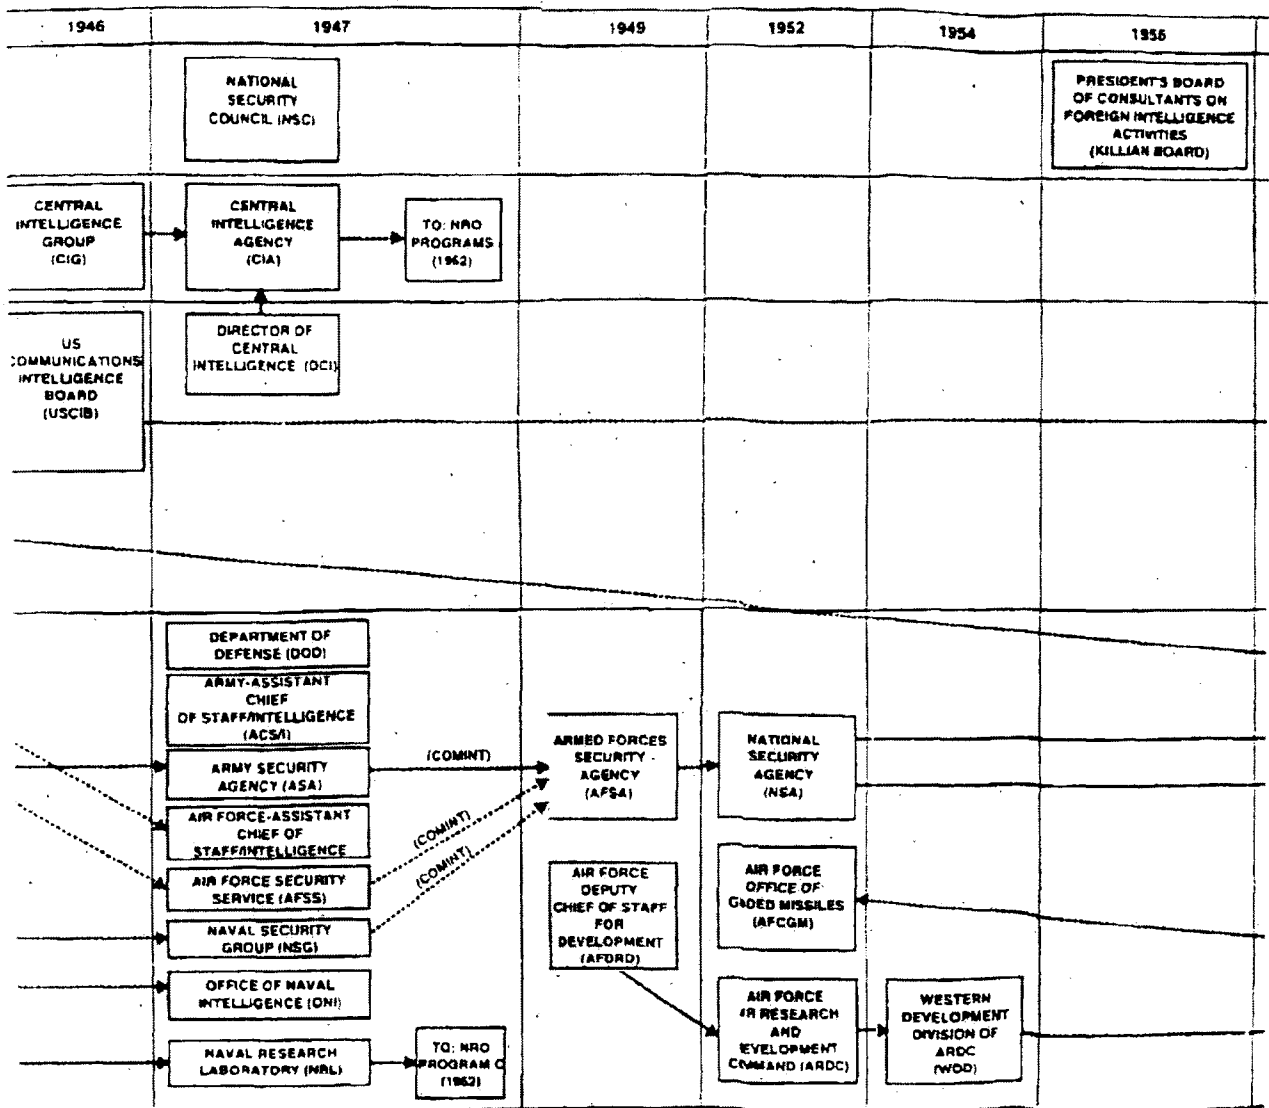 1946
1947
1949
1952
1954
1956
NATIONAL
SECURITY
COUNCIL (NSC)
PRESIDENT'S BOARD
OF CONSULTANTS ON
FOREIGN INTELLIGENCE
ACTIVITIES
(KILLIAN BOARD)
CENTRAL
INTELLIGENCE
GROUP
(CIG)
CENTRAL
INTELLIGENCE
AGENCY
(CIA)
TO: NRO
PROGRAMS
(1962)
US
COMMUNICATIONS
INTELLIGENCE
BOARD
(USCIB)
DIRECTOR OF
CENTRAL
INTELLIGENCE (DCI)
DEPARTMENT OF
DEFENSE (DOD)
ARMY-ASSISTANT
CHIEF
OF STAFF/INTELLIGENCE
(ACS/I)
ARMY SECURITY
AGENCY (ASA)
(COMINT)
AIR FORCE-ASSISTANT
CHIEF OF
STAFF/INTELLIGENCE
(COMINT)
AIR FORCE SECURITY
SERVICE (AFSS)
(COMINT)
NAVAL SECURITY
GROUP (NSG)
OFFICE OF NAVAL
INTELLIGENCE (ONI)
NAVAL RESEARCH
LABORATORY (NRL)
TO: NRO
PROGRAM C
(1962)
ARMED FORCES
SECURITY
AGENCY
(AFSA)
NATIONAL
SECURITY
AGENCY
(NSA)
AIR FORCE
DEPUTY
CHIEF OF STAFF
FOR
DEVELOPMENT
(AFDRD)
AIR FORCE
OFFICE OF
GIDED MISSILES
(AFCGM)
AIR FORCE
IR RESEARCH
AND
EVELOPMENT
COMMAND (ARDC)
WESTERN
DEVELOPMENT
DIVISION OF
ARDC
(WDD)